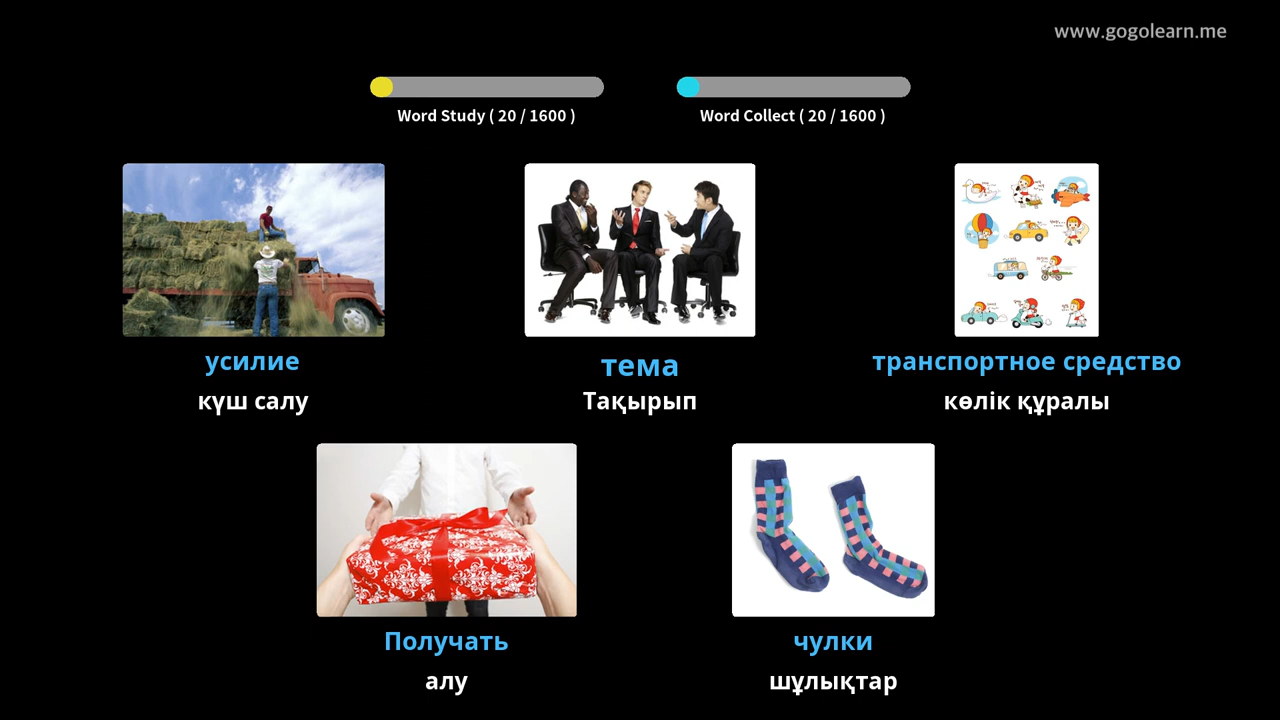 www.gogolearn.me
Word Study ( 20 / 1600 )
Word Collect ( 20 / 1600 )
усилие
күш салу
тема
Тақырып
транспортное средство
көлік құралы
Получать
алу
чулки
шұлықтар